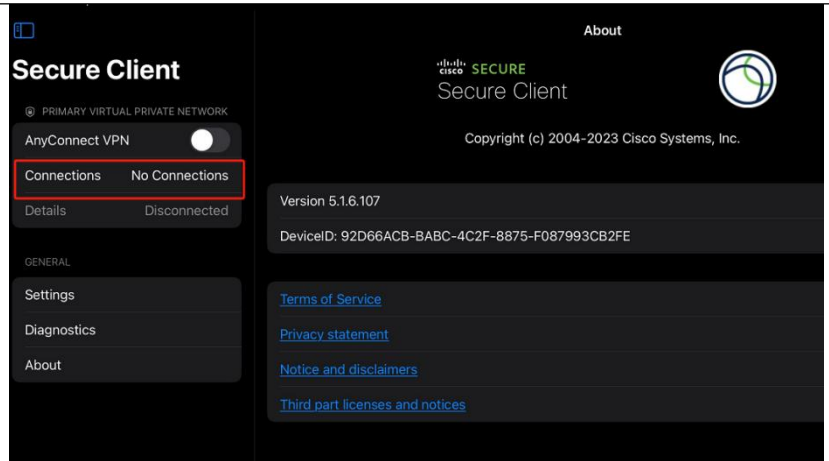 Secure Client
PRIMARY VIRTUAL PRIVATE NETWORK
AnyConnect VPN
Connections No Connections
Details Disconnected
GENERAL
Settings
Diagnostics
About
About
cisco SECURE
Secure Client
Copyright (c) 2004-2023 Cisco Systems, Inc.
Version 5.1.6.107
DeviceID: 92D66ACB-BABC-4C2F-8875-F087993CB2FE
Terms of Service
Privacy statement
Notice and disclaimers
Third part licenses and notices